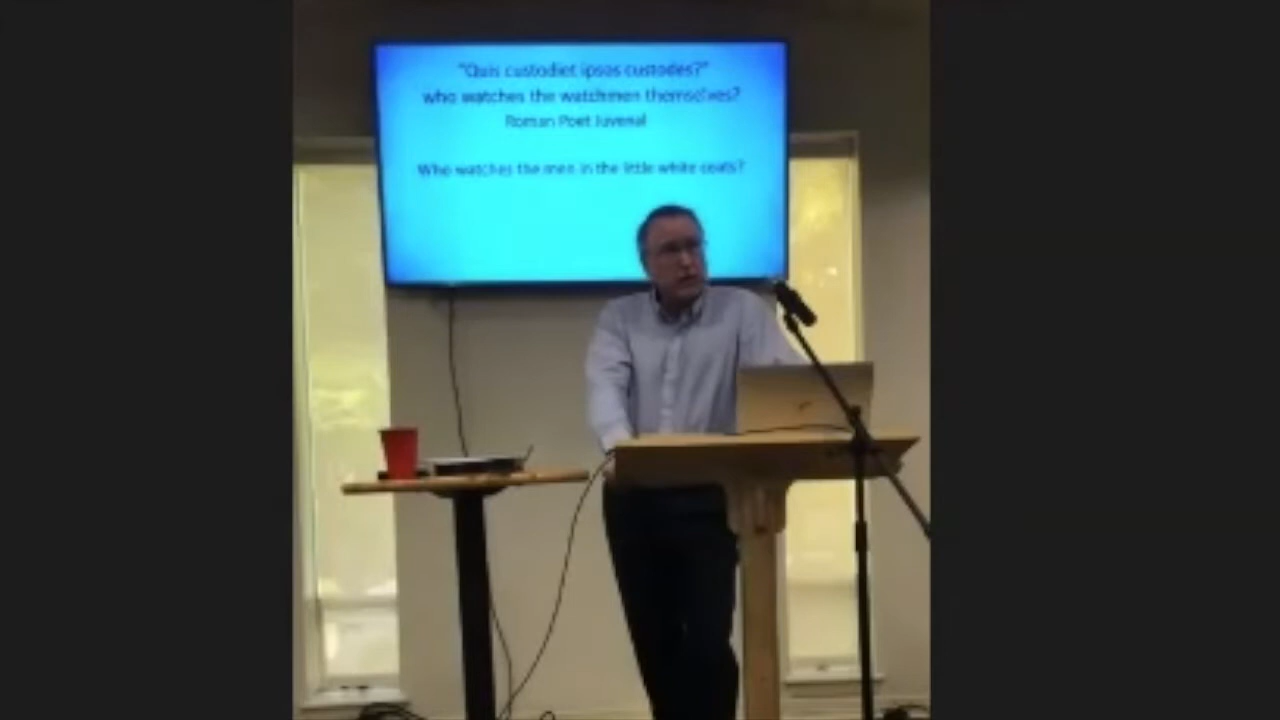 "Quis custodiet ipsos custodes?"
who watches the watchmen themselves?
Roman Poet Juvenal
Who watches the men in the little white coats?